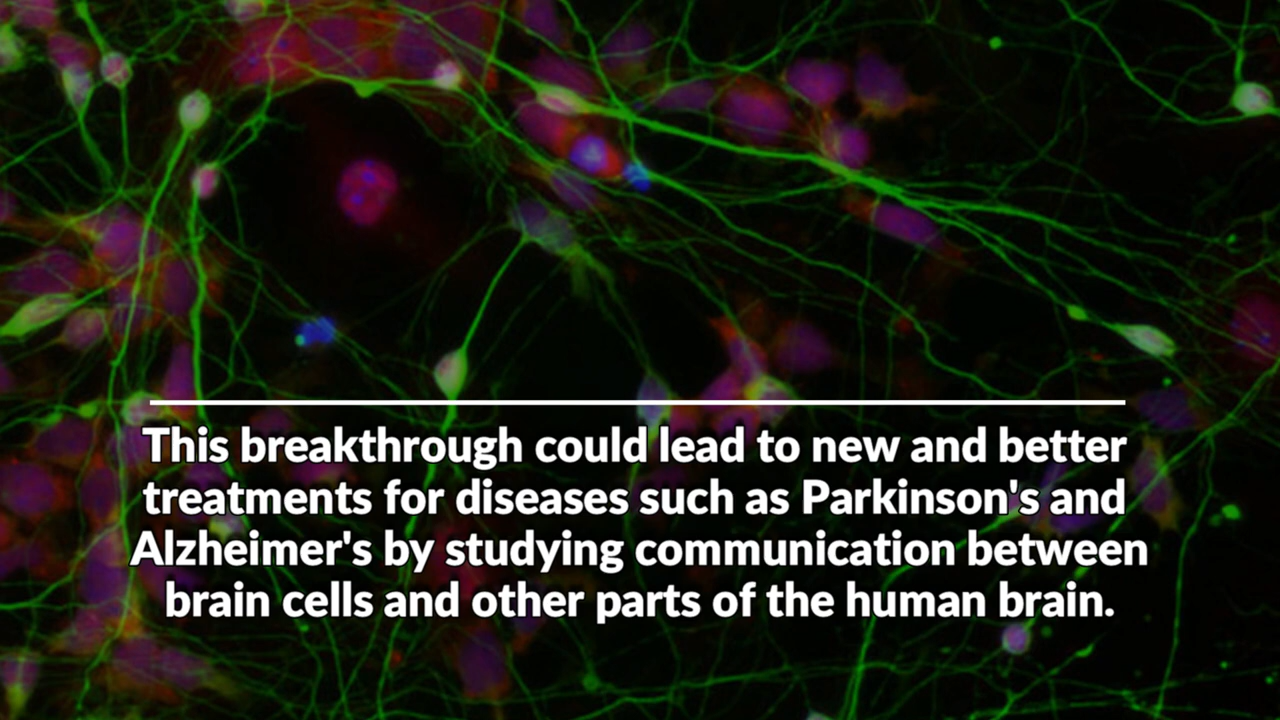 This breakthrough could lead to new and better
treatments for diseases such as Parkinson's and
Alzheimer's by studying communication between
brain cells and other parts of the human brain.